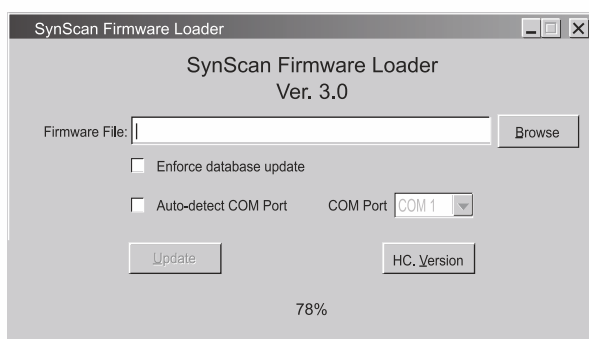 SynScan Firmware Loader
SynScan Firmware Loader
Ver. 3.0
Firmware File:
Browse
Enforce database update
Auto-detect COM Port COM Port COM 1
Update HC. Version
78%